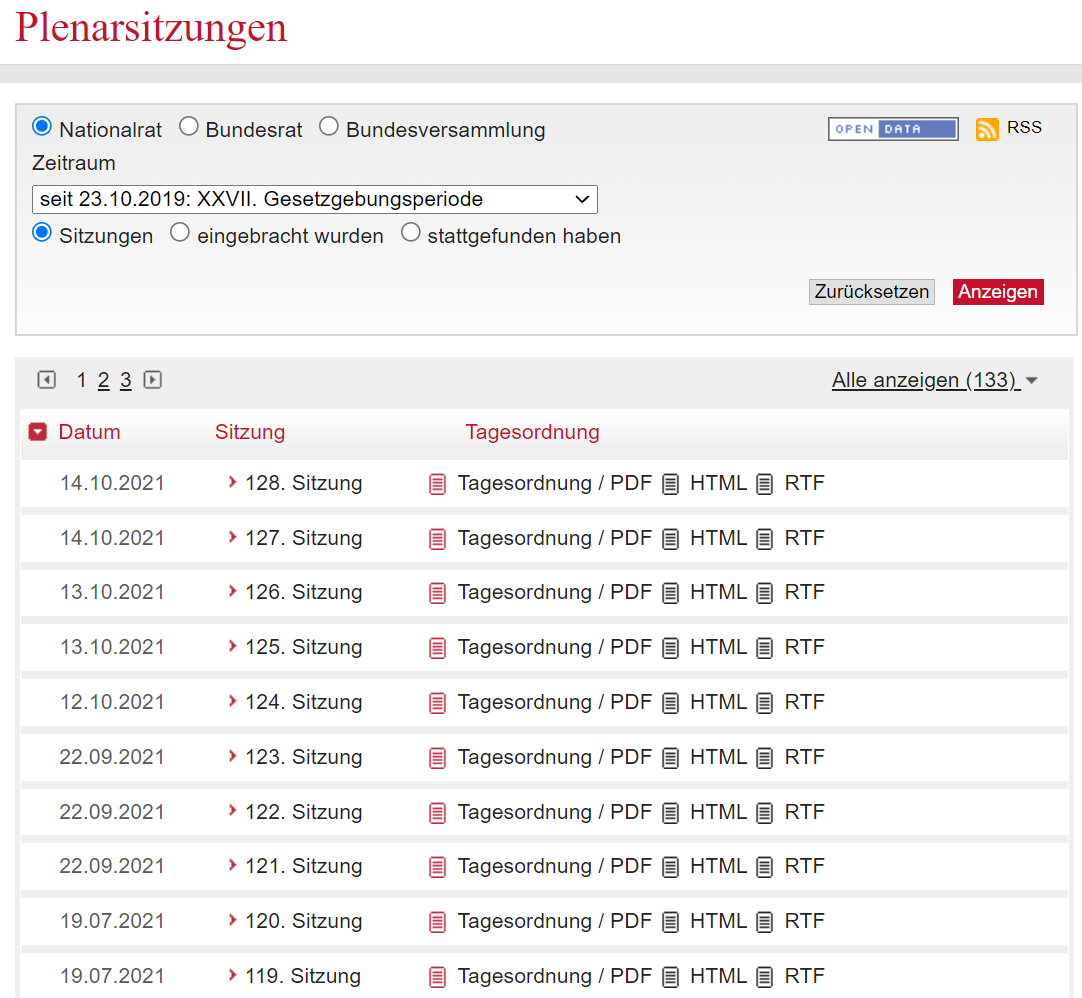 Plenarsitzungen
Nationalrat Bundesrat Bundesversammlung OPEN DATA RSS
Zeitraum
seit 23.10.2019: XXVII. Gesetzgebungsperiode
Sitzungen eingebracht wurden stattgefunden haben
Zurücksetzen Anzeigen
1 2 3 Alle anzeigen (133)
Datum Sitzung Tagesordnung
14.10.2021 128. Sitzung Tagesordnung / PDF HTML RTF
14.10.2021 127. Sitzung Tagesordnung / PDF HTML RTF
13.10.2021 126. Sitzung Tagesordnung / PDF HTML RTF
13.10.2021 125. Sitzung Tagesordnung / PDF HTML RTF
12.10.2021 124. Sitzung Tagesordnung / PDF HTML RTF
22.09.2021 123. Sitzung Tagesordnung / PDF HTML RTF
22.09.2021 122. Sitzung Tagesordnung / PDF HTML RTF
22.09.2021 121. Sitzung Tagesordnung / PDF HTML RTF
19.07.2021 120. Sitzung Tagesordnung / PDF HTML RTF
19.07.2021 119. Sitzung Tagesordnung / PDF HTML RTF